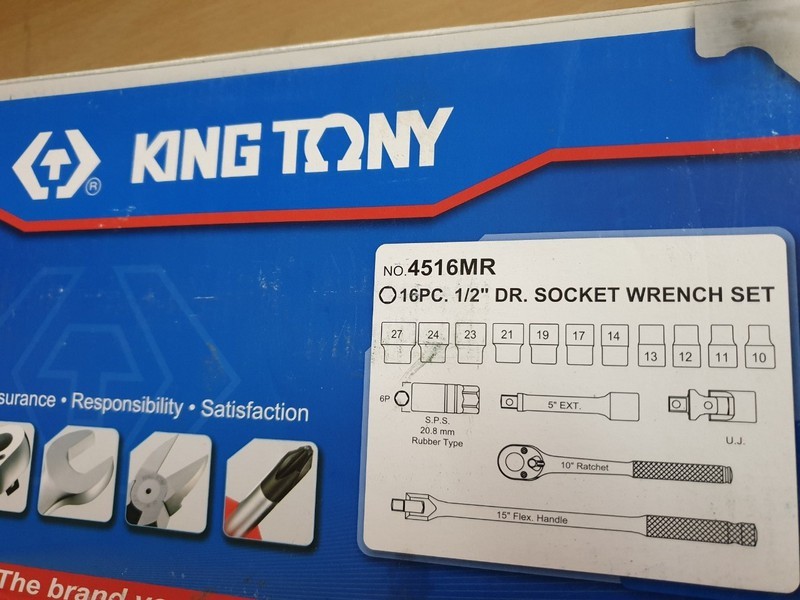 KING TONY
®
NO.4516MR
16PC. 1/2" DR. SOCKET WRENCH SET
27 24 23 21 19 17 14 13 12 11 10
6P
S.P.S.
20.8 mm
Rubber Type
5" EXT.
U.J.
10" Ratchet
15" Flex. Handle
surance • Responsibility • Satisfaction
The brand